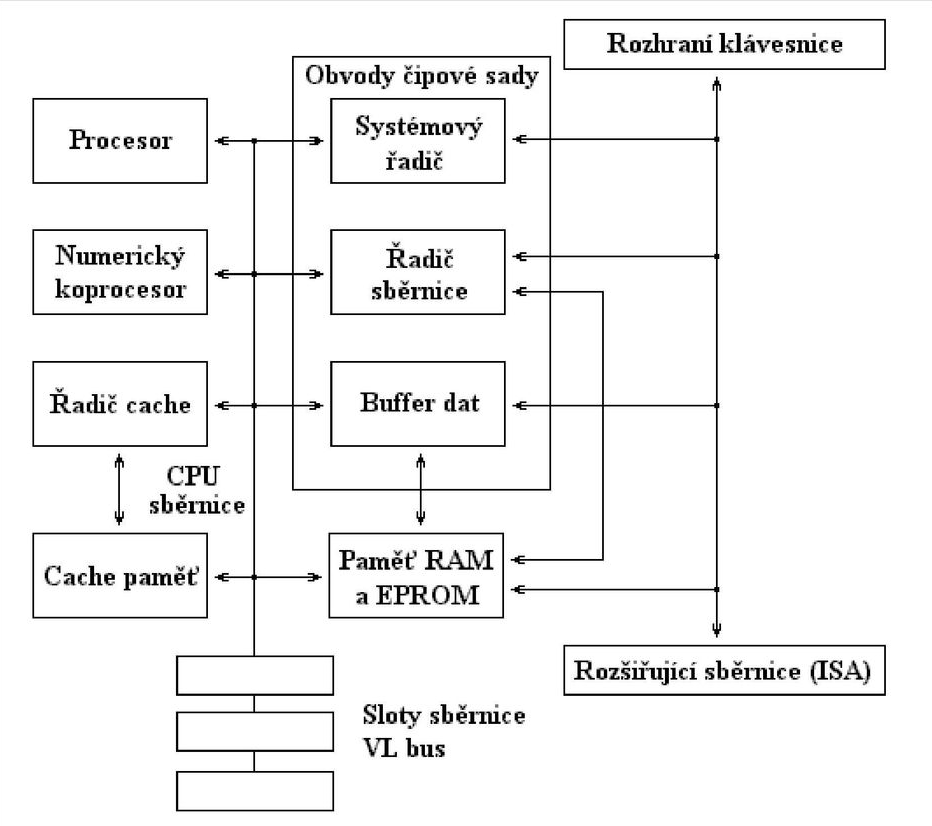 Rozhraní klávesnice
Obvody čipové sady
Procesor
Systémový
řadič
Numerický
koprocesor
Řadič
sběrnice
Řadič cache
Buffer dat
CPU
sběrnice
Cache paměť
Paměť RAM
a EPROM
Rozšiřující sběrnice (ISA)
Sloty sběrnice
VL bus